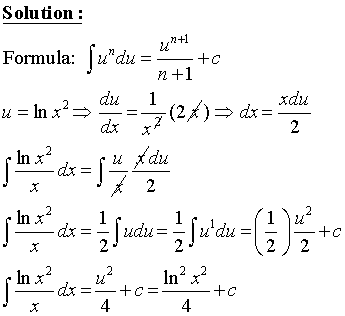 Solution :
Formula: ∫uⁿdu = uⁿ⁺¹/(n+1) + c
u = ln x² ⇒ du/dx = 1/x² (2x) ⇒ dx = xdu/2
∫ ln x²/x dx = ∫ u/x xdu/2
∫ ln x²/x dx = 1/2 ∫udu = 1/2 ∫u¹du = (1/2) u²/2 + c
∫ ln x²/x dx = u²/4 + c = ln² x²/4 + c